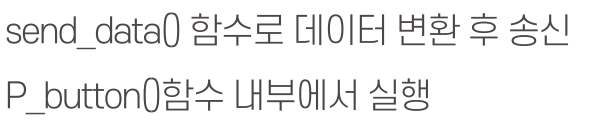 send_data() 함수로 데이터 변환 후 송신
P_button()함수 내부에서 실행